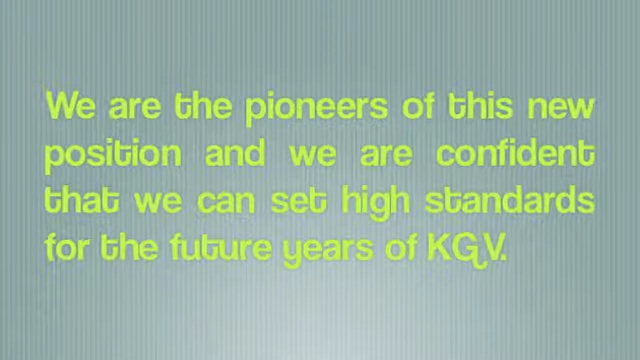 We are the pioneers of this new
position and we are confident
that we can set high standards
for the future years of KGV.